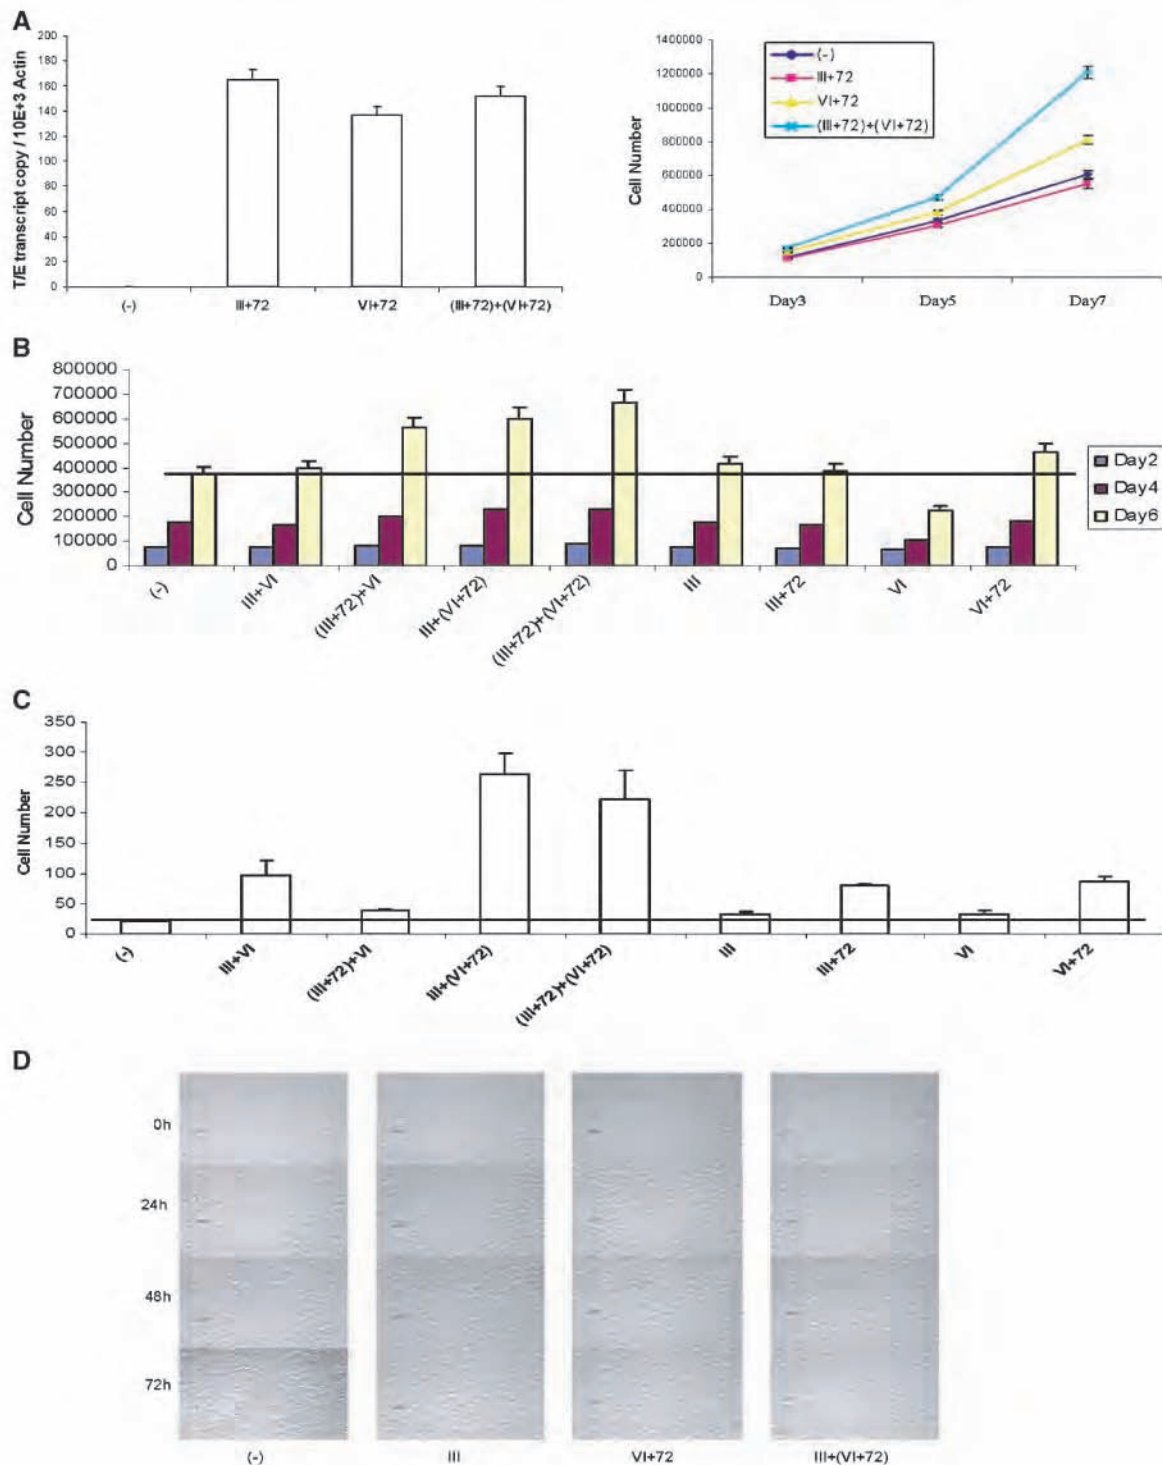 A
T/E transcript copy / 10E+3 Actin
200
180
160
140
120
100
80
60
40
20
0
(-)
III+72
VI+72
(III+72)+(VI+72)
Cell Number
1400000
1200000
1000000
800000
600000
400000
200000
0
(-)
III+72
VI+72
(III+72)+(VI+72)
Day3
Day5
Day7
B
Cell Number
800000
700000
600000
500000
400000
300000
200000
100000
0
(-)
III+VI
(III+72)+VI
III+(VI+72)
(III+72)+(VI+72)
III
III+72
VI
VI+72
Day2
Day4
Day6
C
Cell Number
350
300
250
200
150
100
50
0
(-)
III+VI
(III+72)+VI
III+(VI+72)
(III+72)+(VI+72)
III
III+72
VI
VI+72
D
0h
24h
48h
72h
(-)
III
VI+72
III+(VI+72)